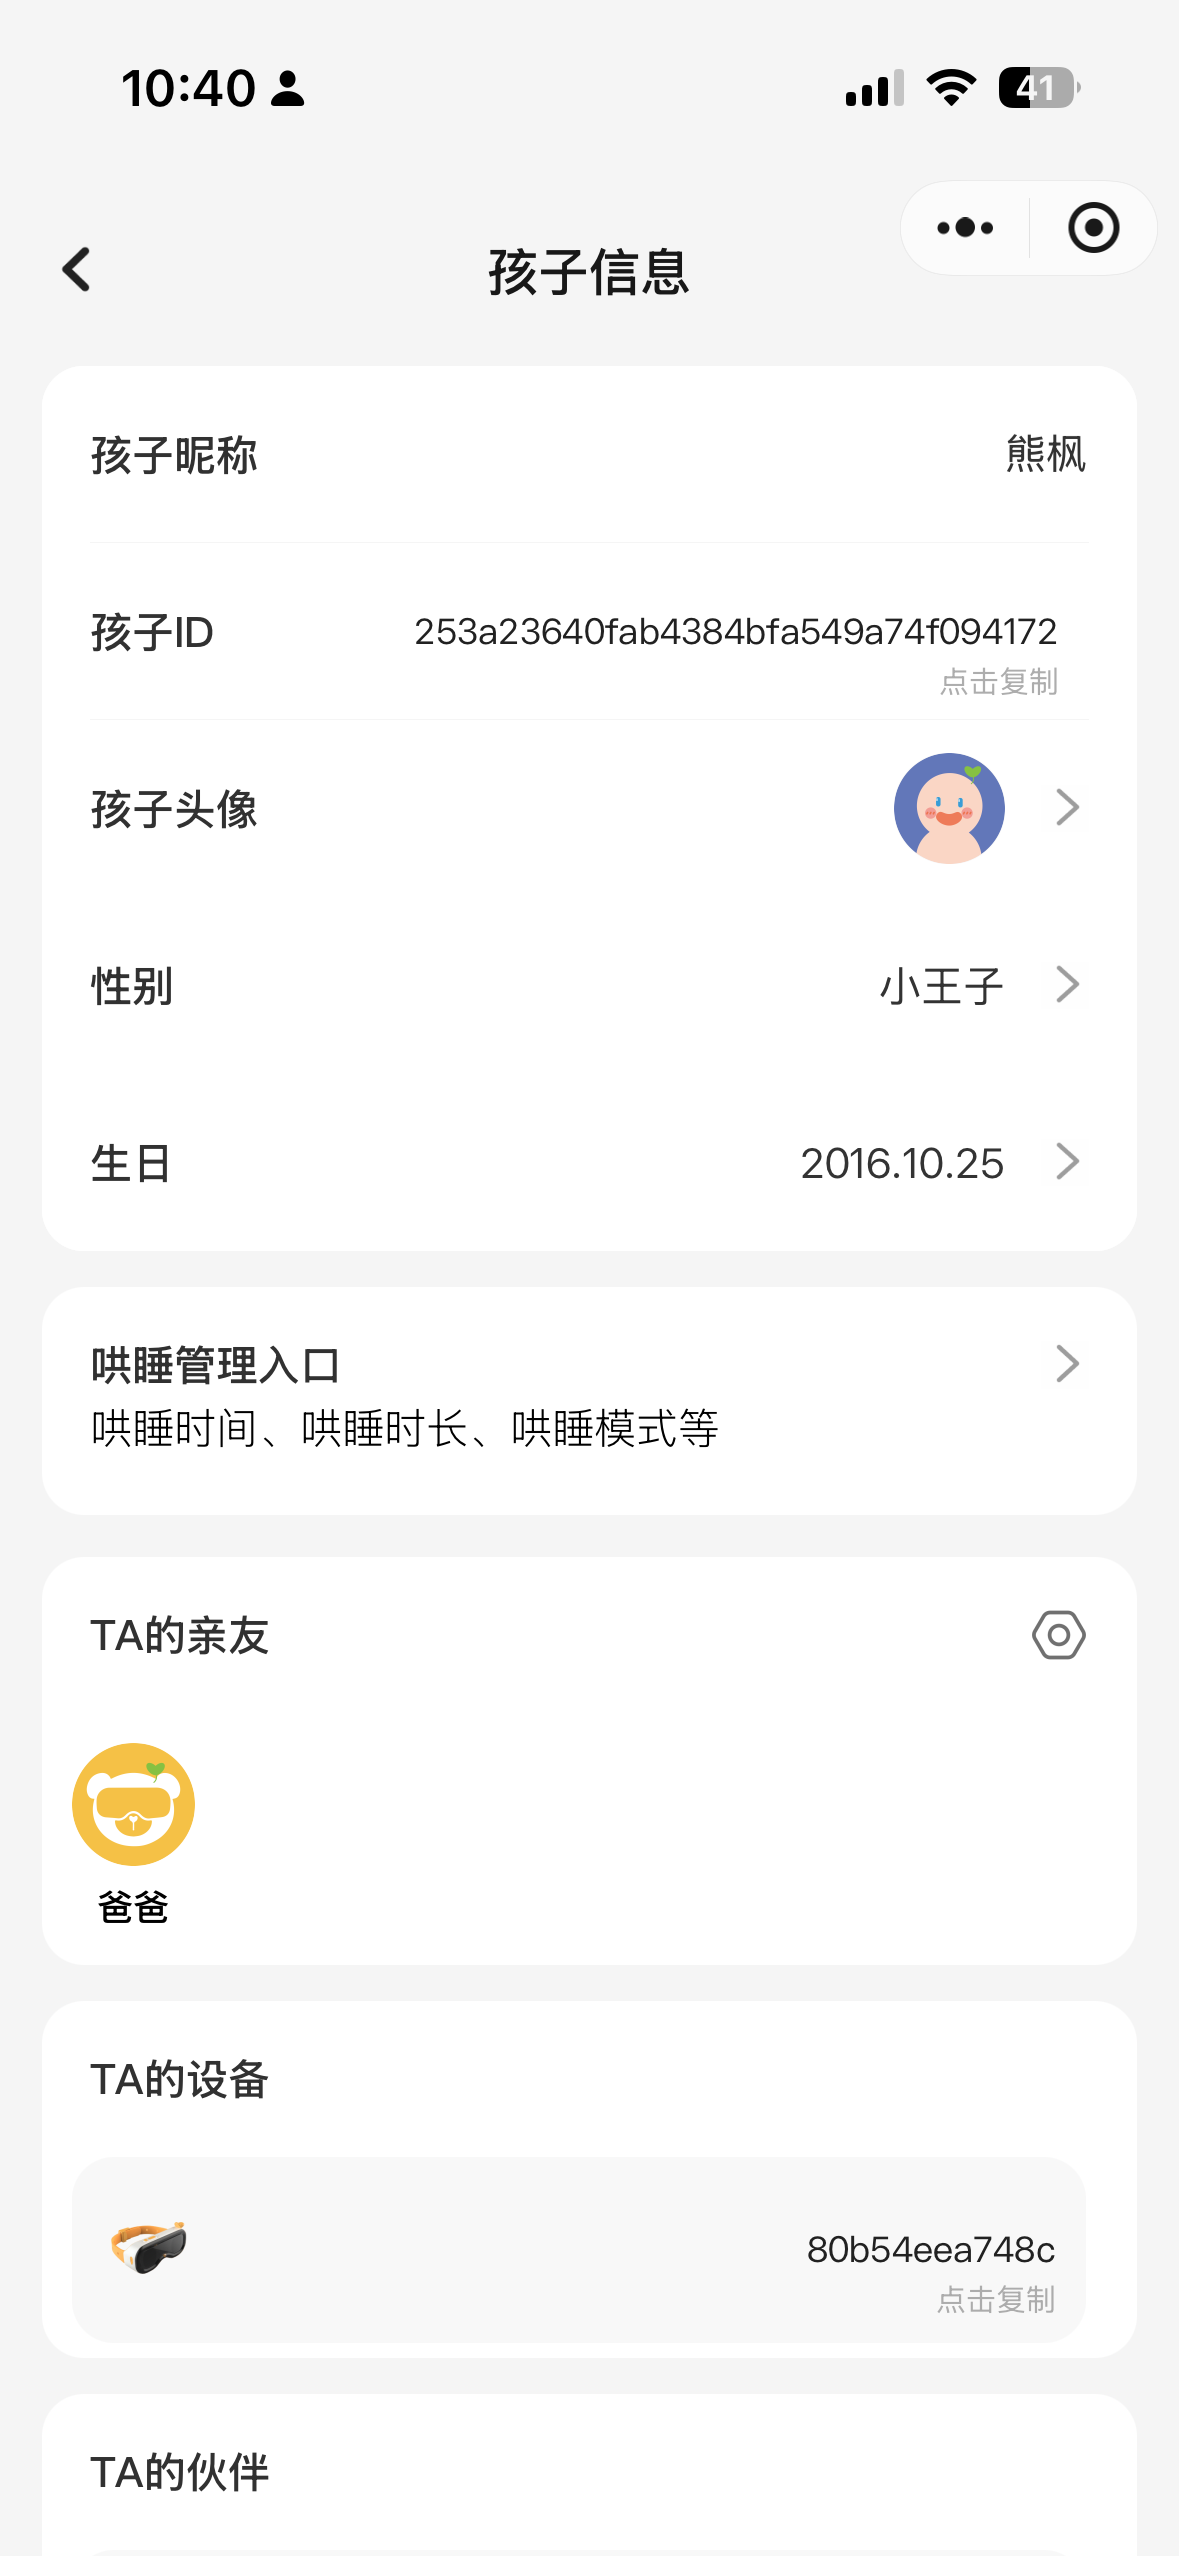 10:40
41
孩子信息
孩子昵称 熊枫
孩子ID 253a23640fab4384bfa549a74f094172
点击复制
孩子头像
性别 小王子
生日 2016.10.25
哄睡管理入口
哄睡时间、哄睡时长、哄睡模式等
TA的亲友
爸爸
TA的设备
80b54eea748c
点击复制
TA的伙伴